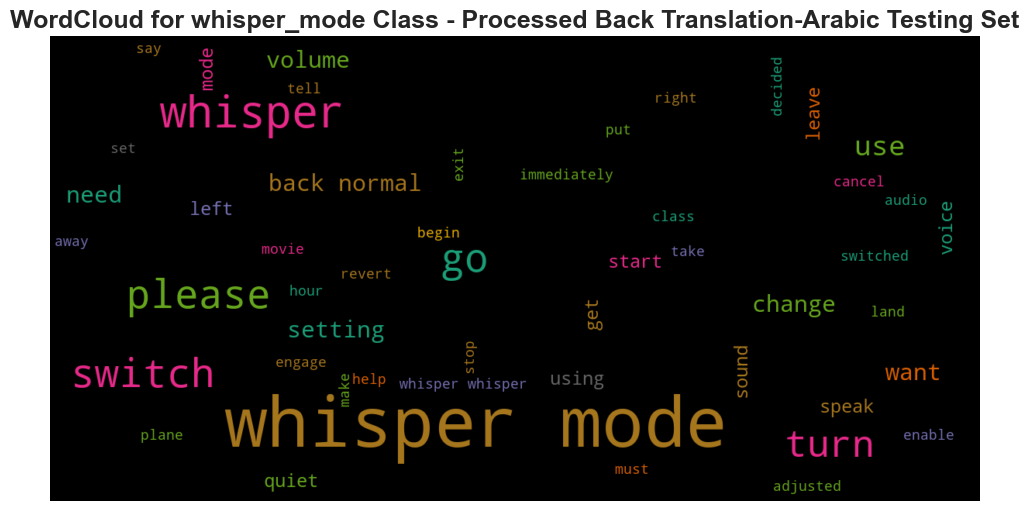 WordCloud for whisper_mode Class - Processed Back Translation-Arabic Testing Set
say
mode
volume
tell
whisper
right
decided
leave
put
set
exit
immediately
use
back normal
need
left
cancel
audio
class
voice
away
movie
begin
go
start
take
switched
revert
hour
please
get
change
land
setting
switch
engage
stop
help
make
whisper whisper
using
sound
want
whisper mode
speak
plane
turn
enable
quiet
must
adjusted